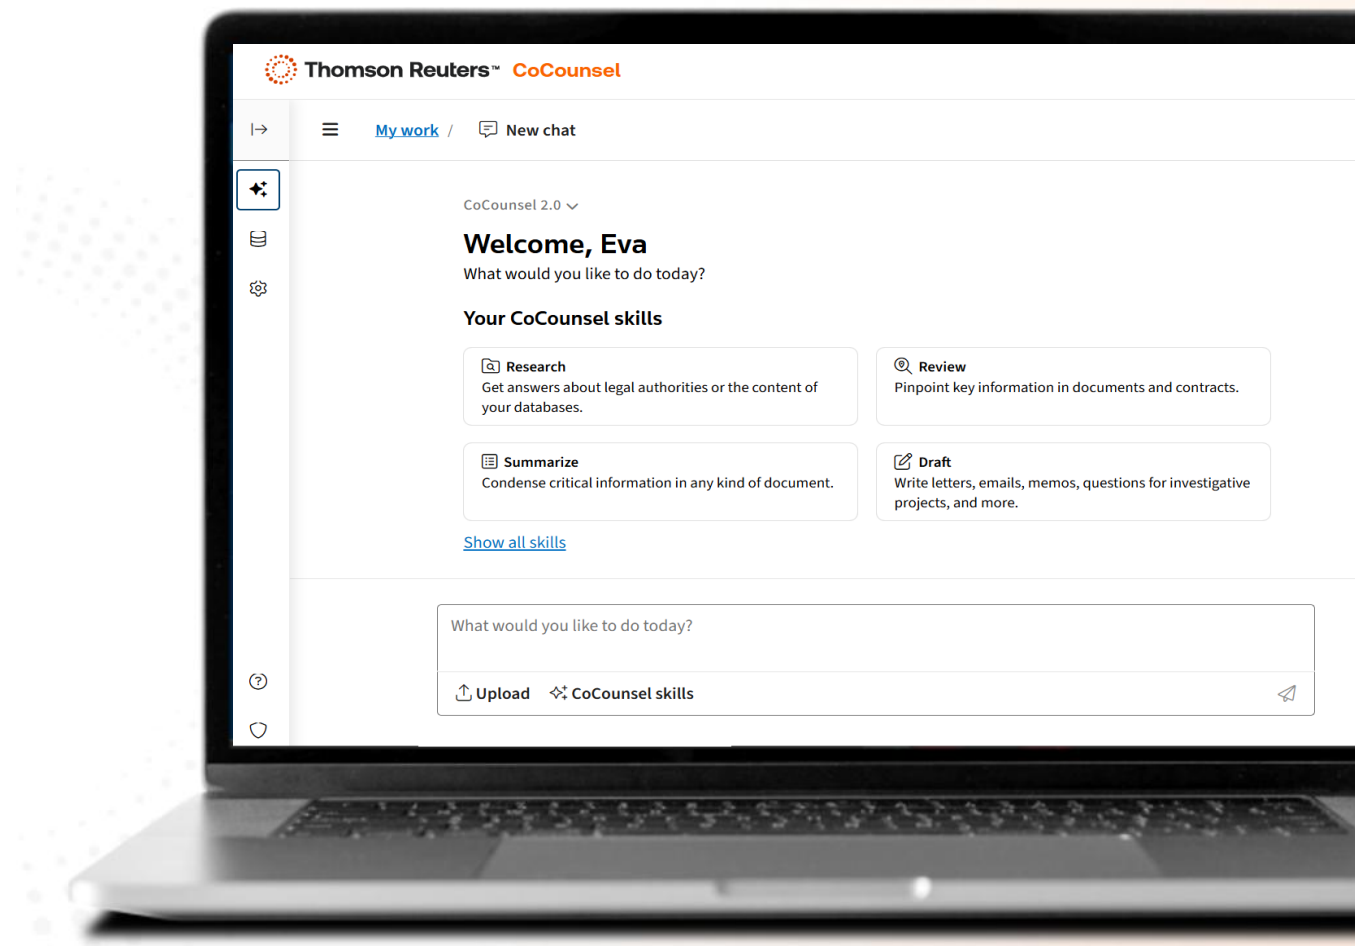 Thomson Reuters™ CoCounsel
My work / New chat
CoCounsel 2.0
Welcome, Eva
What would you like to do today?
Your CoCounsel skills
Research
Get answers about legal authorities or the content of
your databases.
Review
Pinpoint key information in documents and contracts.
Summarize
Condense critical information in any kind of document.
Draft
Write letters, emails, memos, questions for investigative
projects, and more.
Show all skills
What would you like to do today?
Upload CoCounsel skills